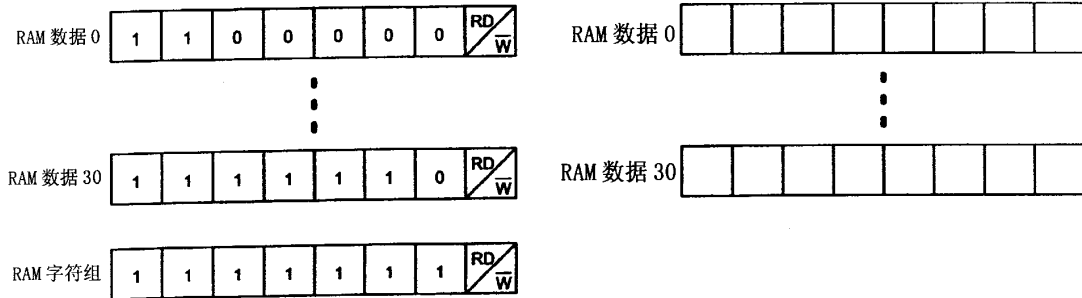 RAM 数据 0 1 1 0 0 0 0 0 RD/W̅
RAM 数据 0
RAM 数据 30 1 1 1 1 1 1 0 RD/W̅
RAM 数据 30
RAM 字符组 1 1 1 1 1 1 1 RD/W̅